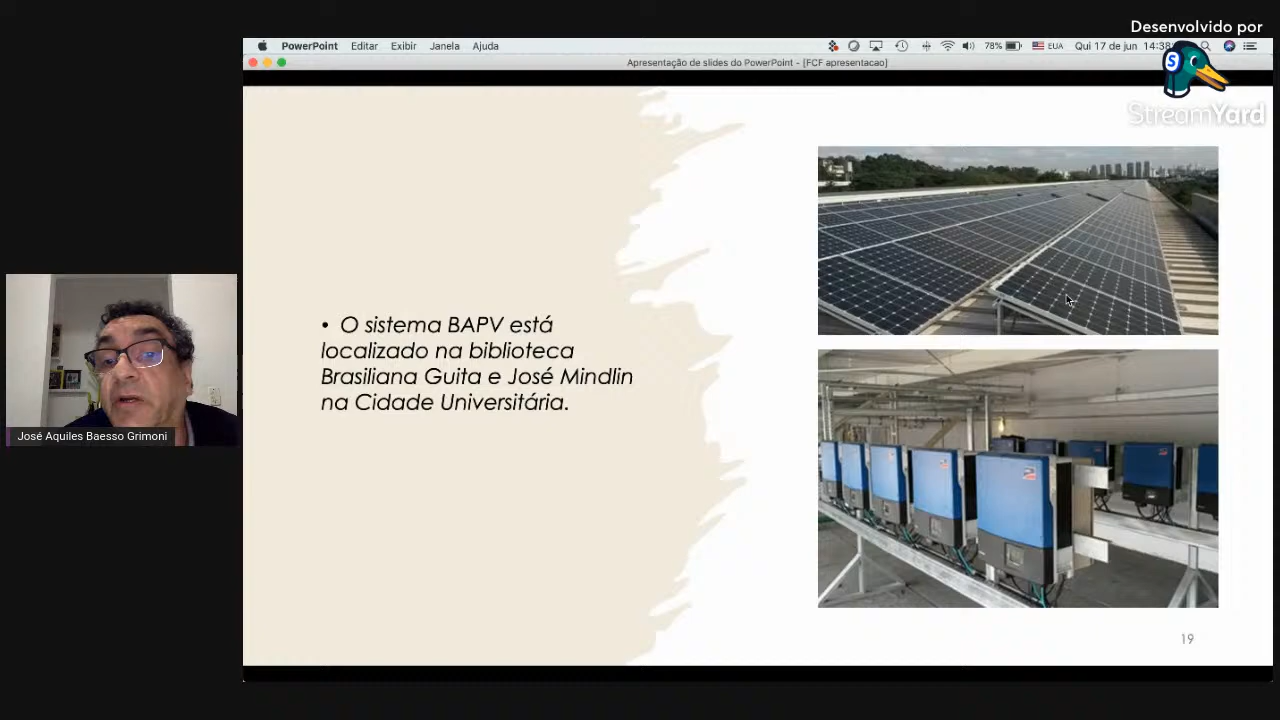 Desenvolvido por
StreamYard
PowerPoint Editar Exibir Janela Ajuda
78% EUA Qui 17 de jun 14:38
Apresentação de slides do PowerPoint - [FCF apresentacao]
• O sistema BAPV está
localizado na biblioteca
Brasiliana Guita e José Mindlin
na Cidade Universitária.
José Aquiles Baesso Grimoni
19